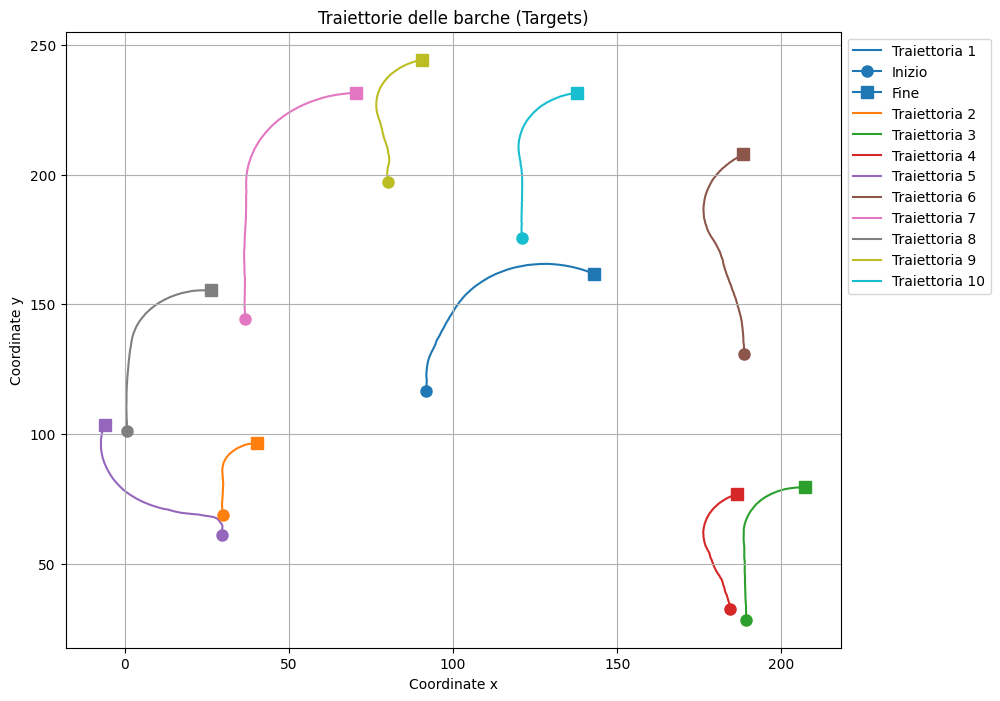 Traiettorie delle barche (Targets)
250
200
150
100
50
Coordinate y
0
50
100
150
200
Coordinate x
Traiettoria 1
Inizio
Fine
Traiettoria 2
Traiettoria 3
Traiettoria 4
Traiettoria 5
Traiettoria 6
Traiettoria 7
Traiettoria 8
Traiettoria 9
Traiettoria 10